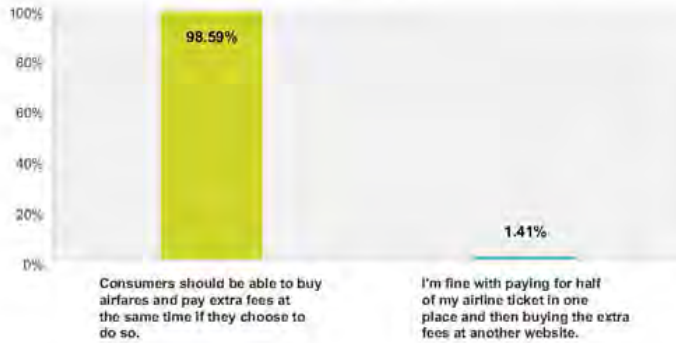 100%
80%
60%
40%
20%
0%
98.59%
1.41%
Consumers should be able to buy
airfares and pay extra fees at
the same time if they choose to
do so.
I'm fine with paying for half
of my airline ticket in one
place and then buying the extra
fees at another website.